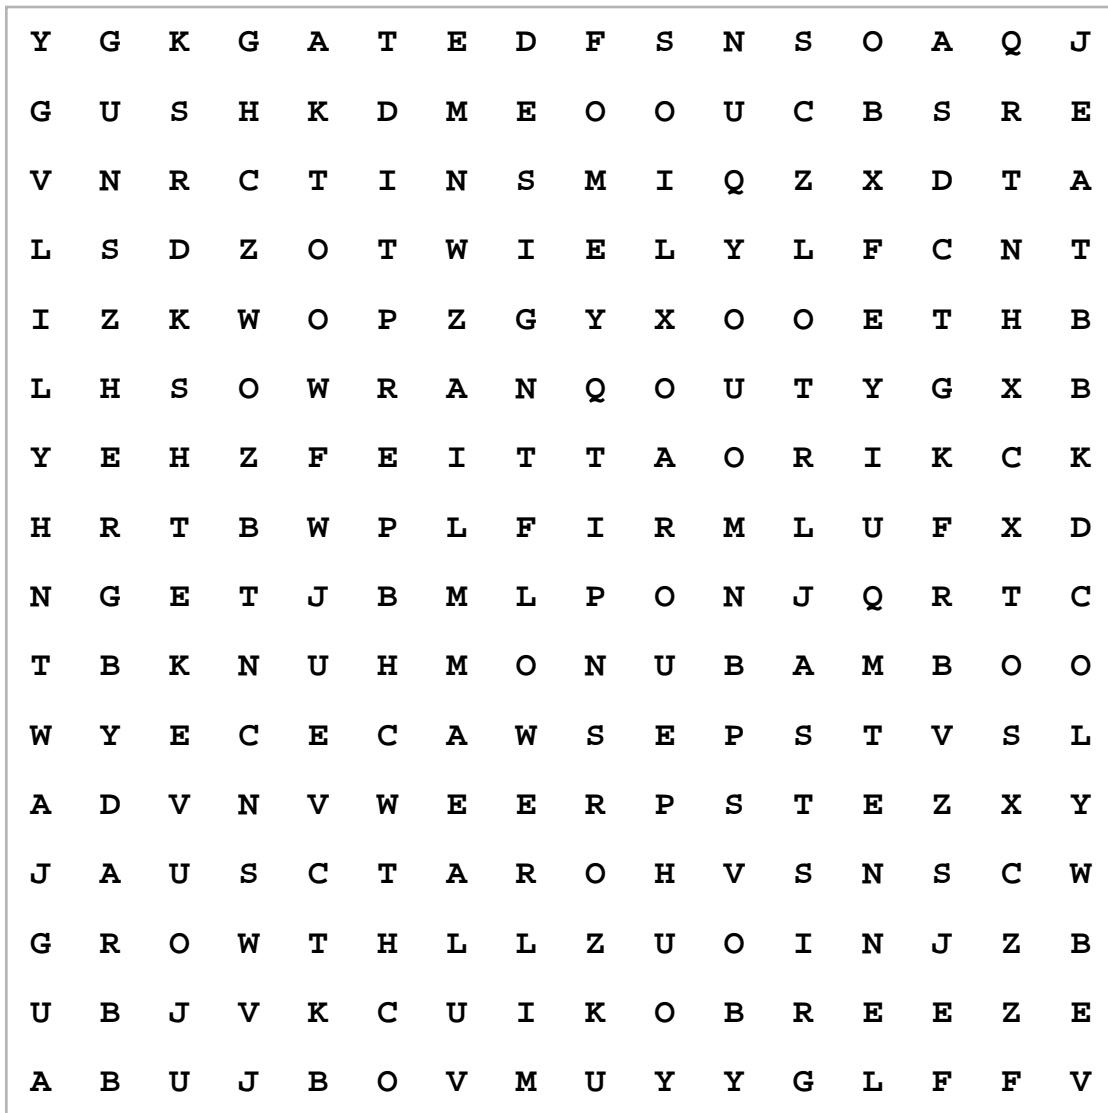 Y G K G A T E D F S N S O A Q J
G U S H K D M E O O U C B S R E
V N R C T I N S M I Q Z X D T A
L S D Z O T W I E L Y L F C N T
I Z K W O P Z G Y X O O E T H B
L H S O W R A N Q O U T Y G X B
Y E H Z F E I T T A O R I K C K
H R T B W P L F I R M L U F X D
N G E T J B M L P O N J Q R T C
T B K N U H M O N U B A M B O O
W Y E C E C A W S E P S T V S L
A D V N V W E E R P S T E Z X Y
J A U S C T A R O H V S N S C W
G R O W T H L L Z U O I N J Z B
U B J V K C U I K O B R E E Z E
A B U J B O V M U Y Y G L F F V